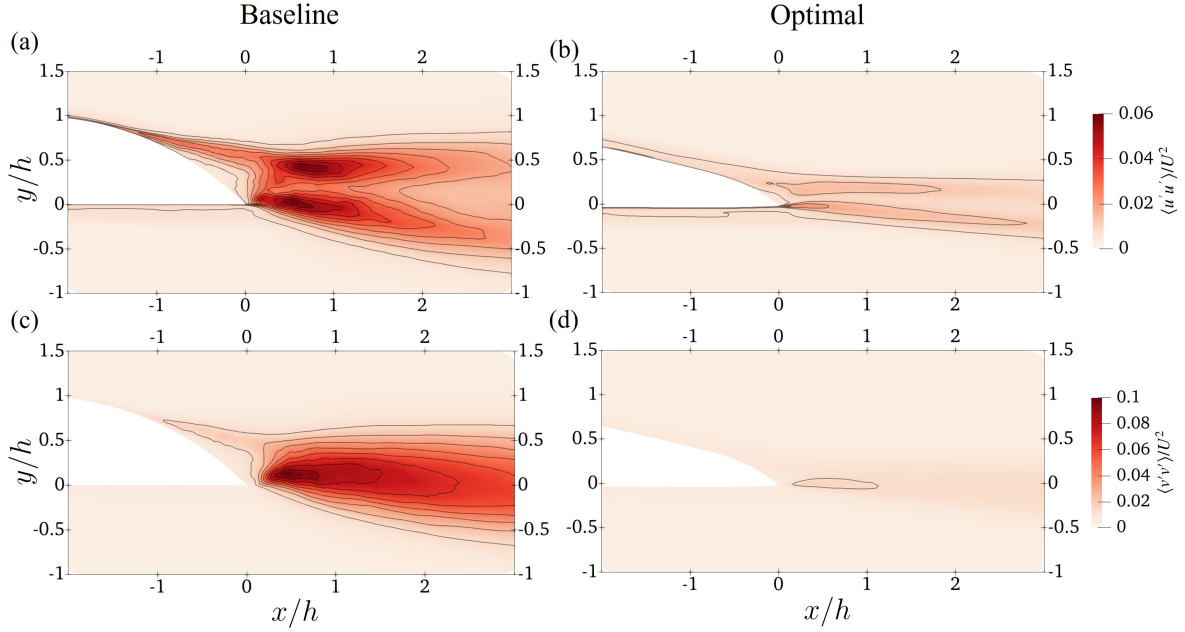 Baseline Optimal
(a) (b)
-1 0 1 2 -1 0 1 2
1.5 1.5 1.5 1.5
1 1 1 1 0.06
0.5 0.5 0.5 0.5 0.04
0 0 0 0 0.02
-0.5 -0.5 -0.5 -0.5 0
-1 -1 -1 -1
y/h ⟨u′u′⟩/U²
-1 0 1 2 -1 0 1 2
(c) (d)
-1 0 1 2 -1 0 1 2
1.5 1.5 1.5 1.5
1 1 1 1 0.1
0.08
0.5 0.5 0.5 0.5 0.06
0.04
0 0 0 0 0.02
-0.5 -0.5 -0.5 -0.5 0
-1 -1 -1 -1
y/h ⟨v′v′⟩/U²
-1 0 1 2 -1 0 1 2
x/h x/h